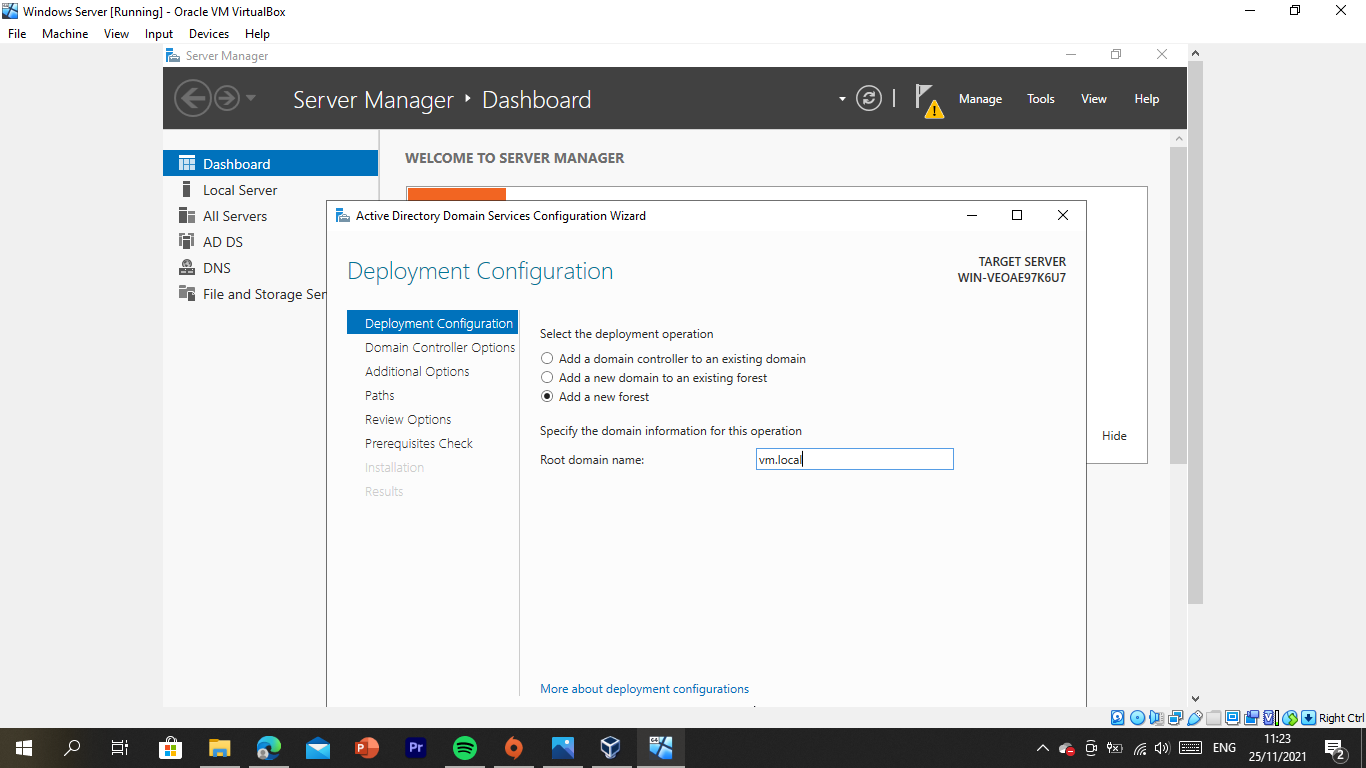 Windows Server [Running] - Oracle VM VirtualBox
File Machine View Input Devices Help
Server Manager
Server Manager Dashboard
Manage Tools View Help
Dashboard
Local Server
All Servers
AD DS
DNS
File and Storage Ser
WELCOME TO SERVER MANAGER
Hide
Active Directory Domain Services Configuration Wizard
Deployment Configuration
TARGET SERVER
WIN-VEOAE97K6U7
Deployment Configuration
Domain Controller Options
Additional Options
Paths
Review Options
Prerequisites Check
Installation
Results
Select the deployment operation
Add a domain controller to an existing domain
Add a new domain to an existing forest
Add a new forest
Specify the domain information for this operation
Root domain name: vm.local
More about deployment configurations
Right Ctrl
Pr
64
ENG
11:23
25/11/2021
2